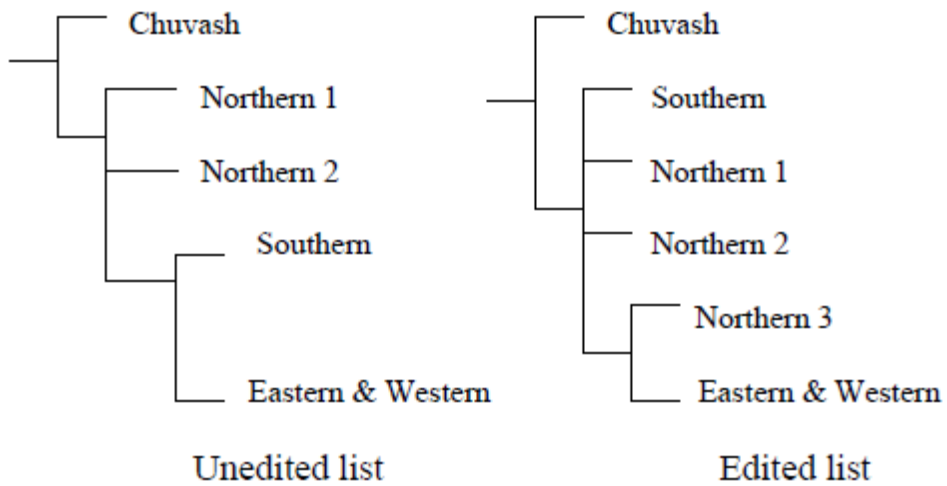 Chuvash
Northern 1
Northern 2
Southern
Eastern & Western
Unedited list
Chuvash
Southern
Northern 1
Northern 2
Northern 3
Eastern & Western
Edited list